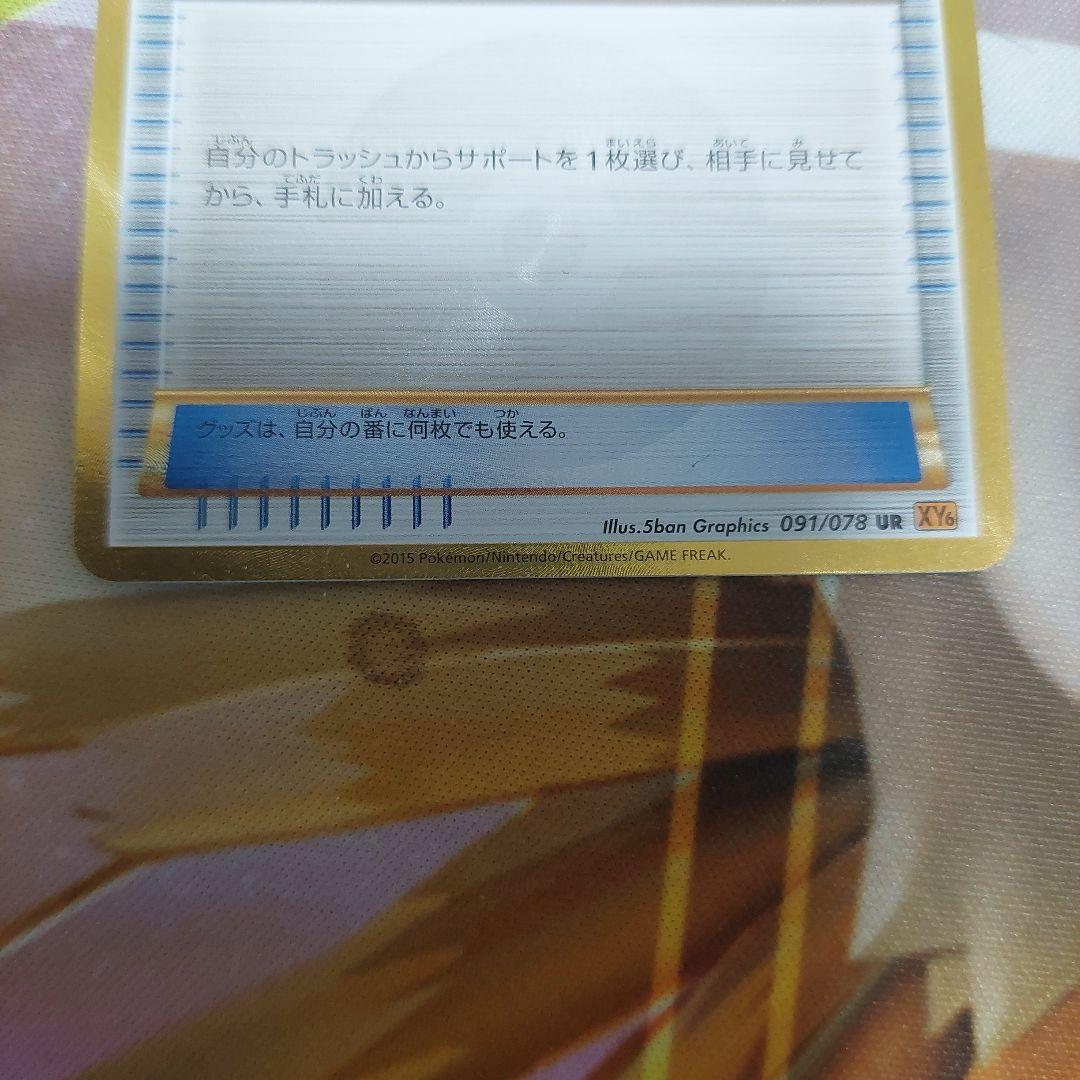 自分のトラッシュからサポートを1枚選び、相手に見せて
から、手札に加える。
グッズは、自分の番に何枚でも使える。
Illus.5ban Graphics 091/078 UR XY6
©2015 Pokémon/Nintendo/Creatures/GAME FREAK.